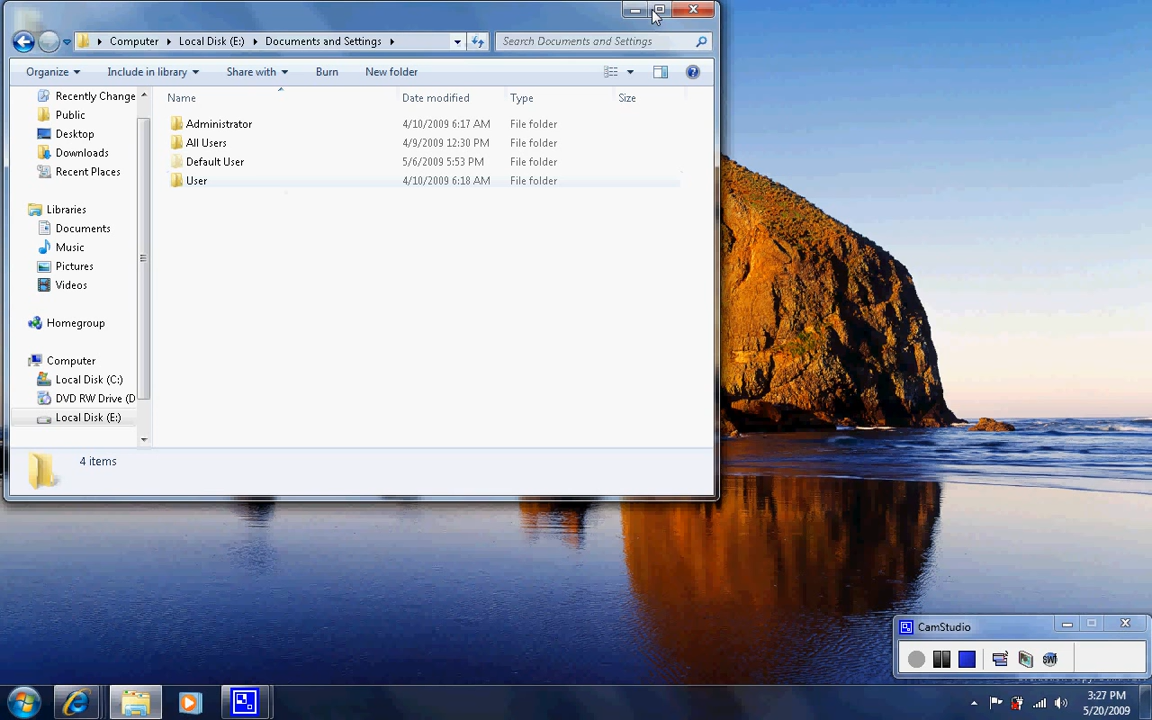 Computer Local Disk (E:) Documents and Settings
Search Documents and Settings
Organize Include in library Share with Burn New folder
Recently Change
Public
Desktop
Downloads
Recent Places
Libraries
Documents
Music
Pictures
Videos
Homegroup
Computer
Local Disk (C:)
DVD RW Drive (D
Local Disk (E:)
Name Date modified Type Size
Administrator 4/10/2009 6:17 AM File folder
All Users 4/9/2009 12:30 PM File folder
Default User 5/6/2009 5:53 PM File folder
User 4/10/2009 6:18 AM File folder
4 items
CamStudio
SWF
3:27 PM
5/20/2009